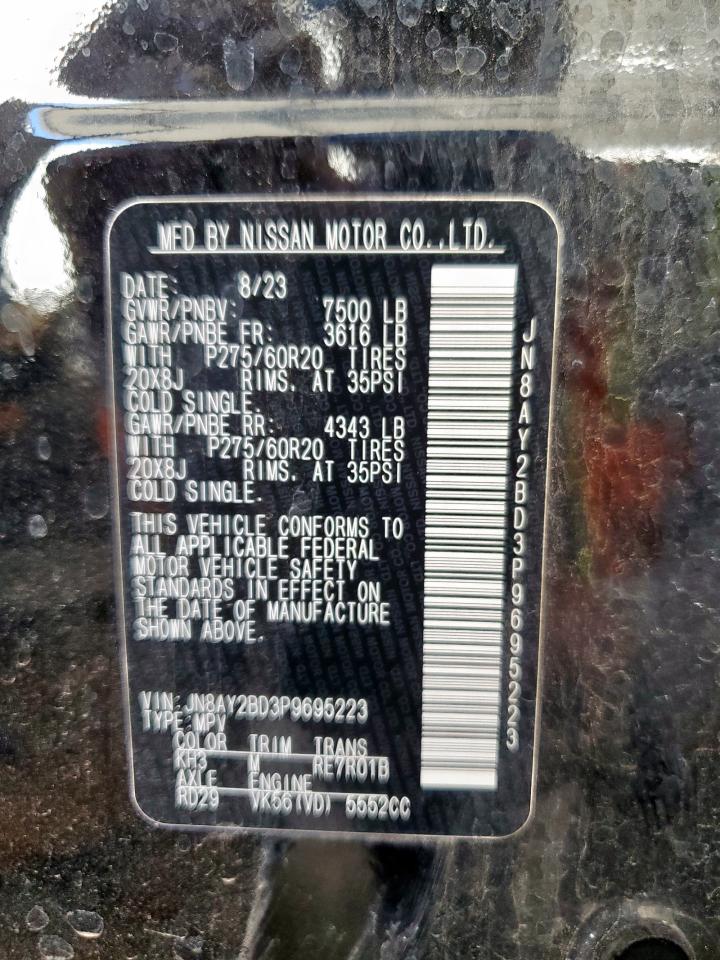 MFD BY NISSAN MOTOR CO.,LTD.
DATE: 8/23
GVWR/PNBV: 7500 LB
GAWR/PNBE FR: 3616 LB
WITH P275/60R20 TIRES
20X8J RIMS. AT 35PSI
COLD SINGLE.
GAWR/PNBE RR: 4343 LB
WITH P275/60R20 TIRES
20X8J RIMS. AT 35PSI
COLD SINGLE.
THIS VEHICLE CONFORMS TO
ALL APPLICABLE FEDERAL
MOTOR VEHICLE SAFETY
STANDARDS IN EFFECT ON
THE DATE OF MANUFACTURE
SHOWN ABOVE.
VIN:JN8AY2BD3P9695223
TYPE:MPV
COLOR TRIM TRANS
KH3 M RE7R01B
AXLE ENGINE
RD29 VK56(VD) 5552CC
JN8AY2BD3P9695223